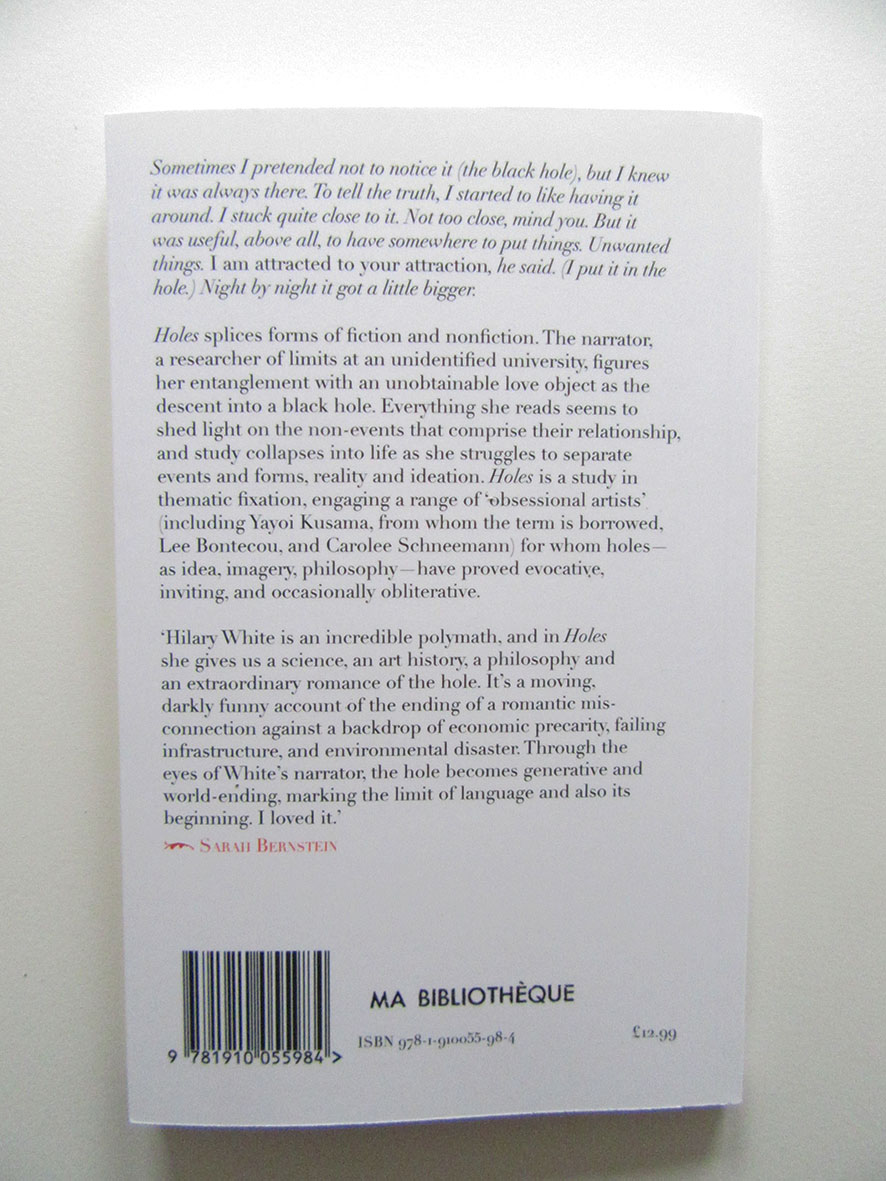 Sometimes I pretended not to notice it (the black hole), but I knew
it was always there. To tell the truth, I started to like having it
around. I stuck quite close to it. Not too close, mind you. But it
was useful, above all, to have somewhere to put things. Unwanted
things. I am attracted to your attraction, he said. (I put it in the
hole.) Night by night it got a little bigger.
Holes splices forms of fiction and nonfiction. The narrator,
a researcher of limits at an unidentified university, figures
her entanglement with an unobtainable love object as the
descent into a black hole. Everything she reads seems to
shed light on the non-events that comprise their relationship,
and study collapses into life as she struggles to separate
events and forms, reality and ideation. Holes is a study in
thematic fixation, engaging a range of ‘obsessional artists’
(including Yayoi Kusama, from whom the term is borrowed,
Lee Bontecou, and Carolee Schneemann) for whom holes—
as idea, imagery, philosophy—have proved evocative,
inviting, and occasionally obliterative.
‘Hilary White is an incredible polymath, and in Holes
she gives us a science, an art history, a philosophy and
an extraordinary romance of the hole. It’s a moving,
darkly funny account of the ending of a romantic mis-
connection against a backdrop of economic precarity, failing
infrastructure, and environmental disaster. Through the
eyes of White’s narrator, the hole becomes generative and
world-ending, marking the limit of language and also its
beginning. I loved it.’
SARAH BERNSTEIN
MA BIBLIOTHÈQUE
ISBN 978-1-910055-98-4
£12.99
9 781910 055984 >